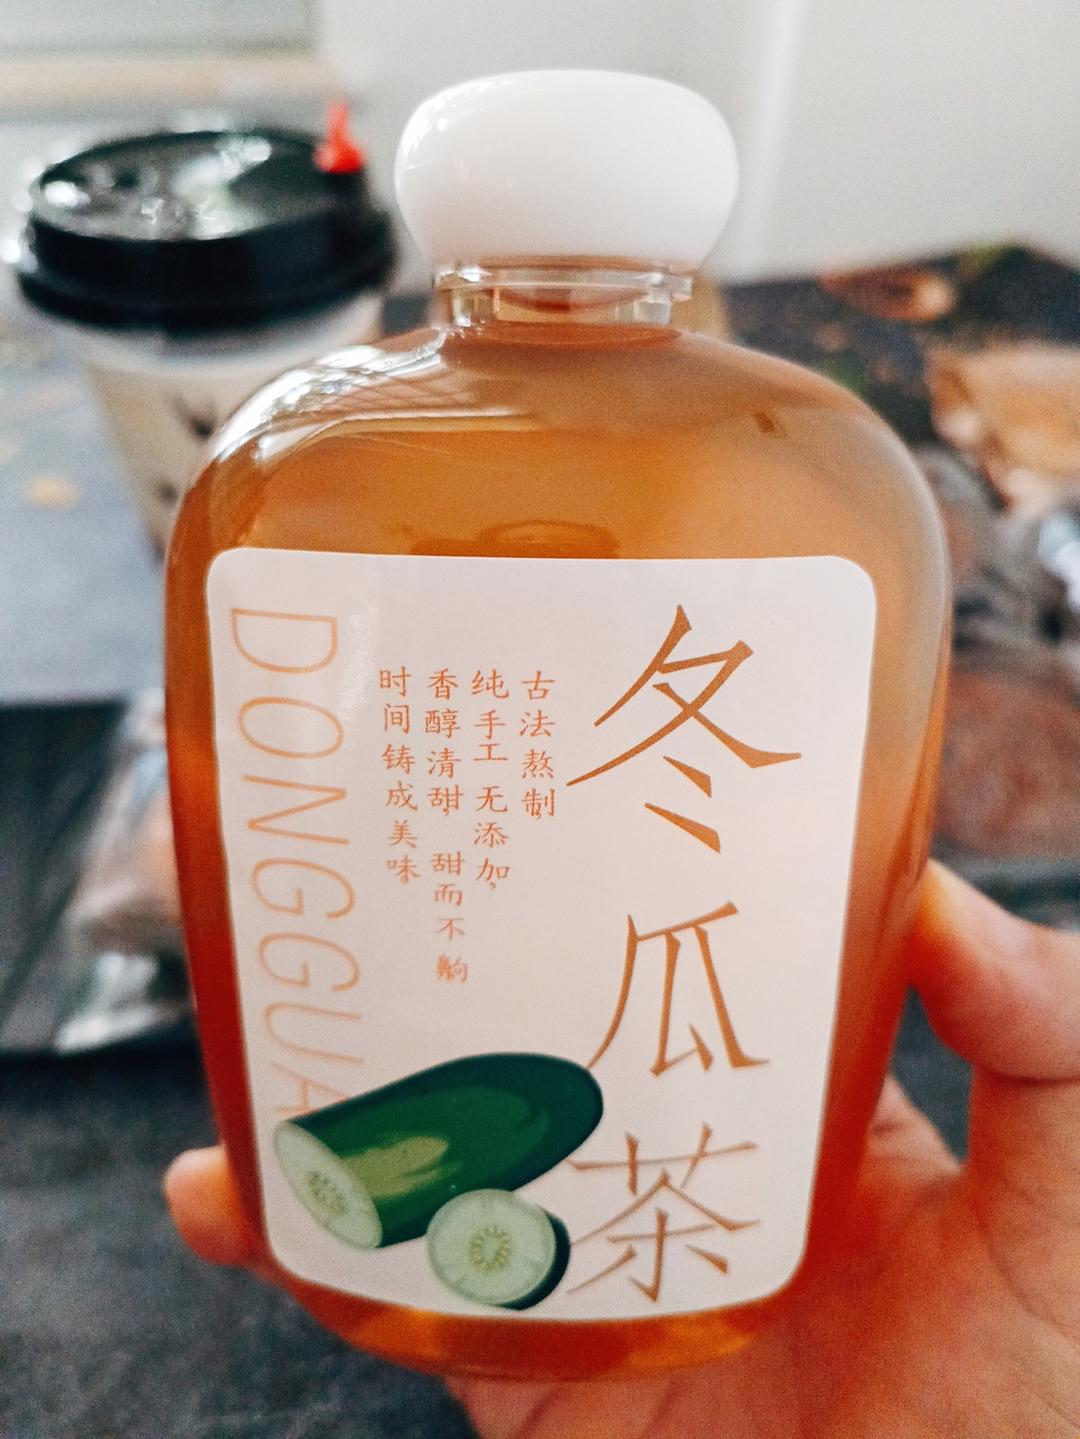 冬瓜茶
古法熬制,
纯手工 无添加,
香醇清甜, 甜而不齁
时间铸成美味,
DONGGUA